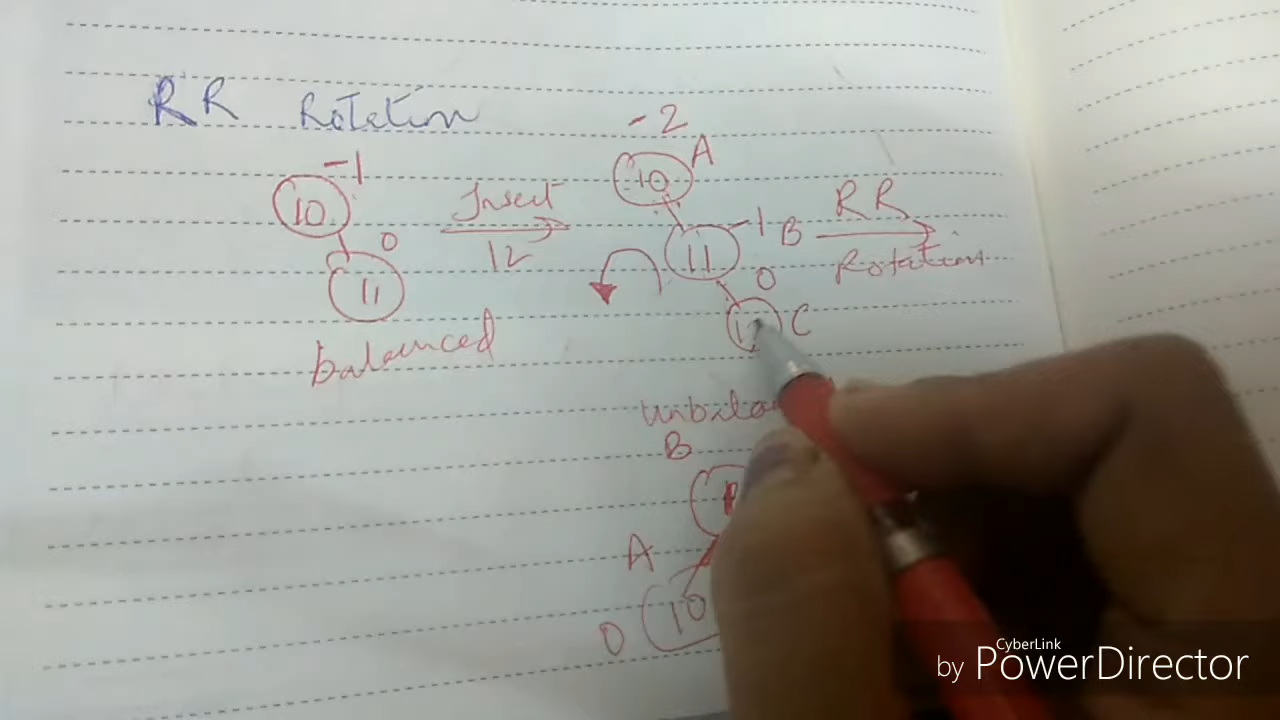 RR Rotation
-1
10
0
11
balanced
Insert
12
-2
10 A
11 -1 B
0
C
RR
Rotation
B
A
10
0
CyberLink
by PowerDirector